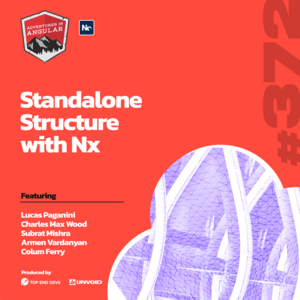 ADVENTURES IN
ANGULAR
Nx
#372
Standalone
Structure
with Nx
Featuring
Lucas Paganini
Charles Max Wood
Subrat Mishra
Armen Vardanyan
Colum Ferry
Produced by
TOP END DEVS
UNVOID